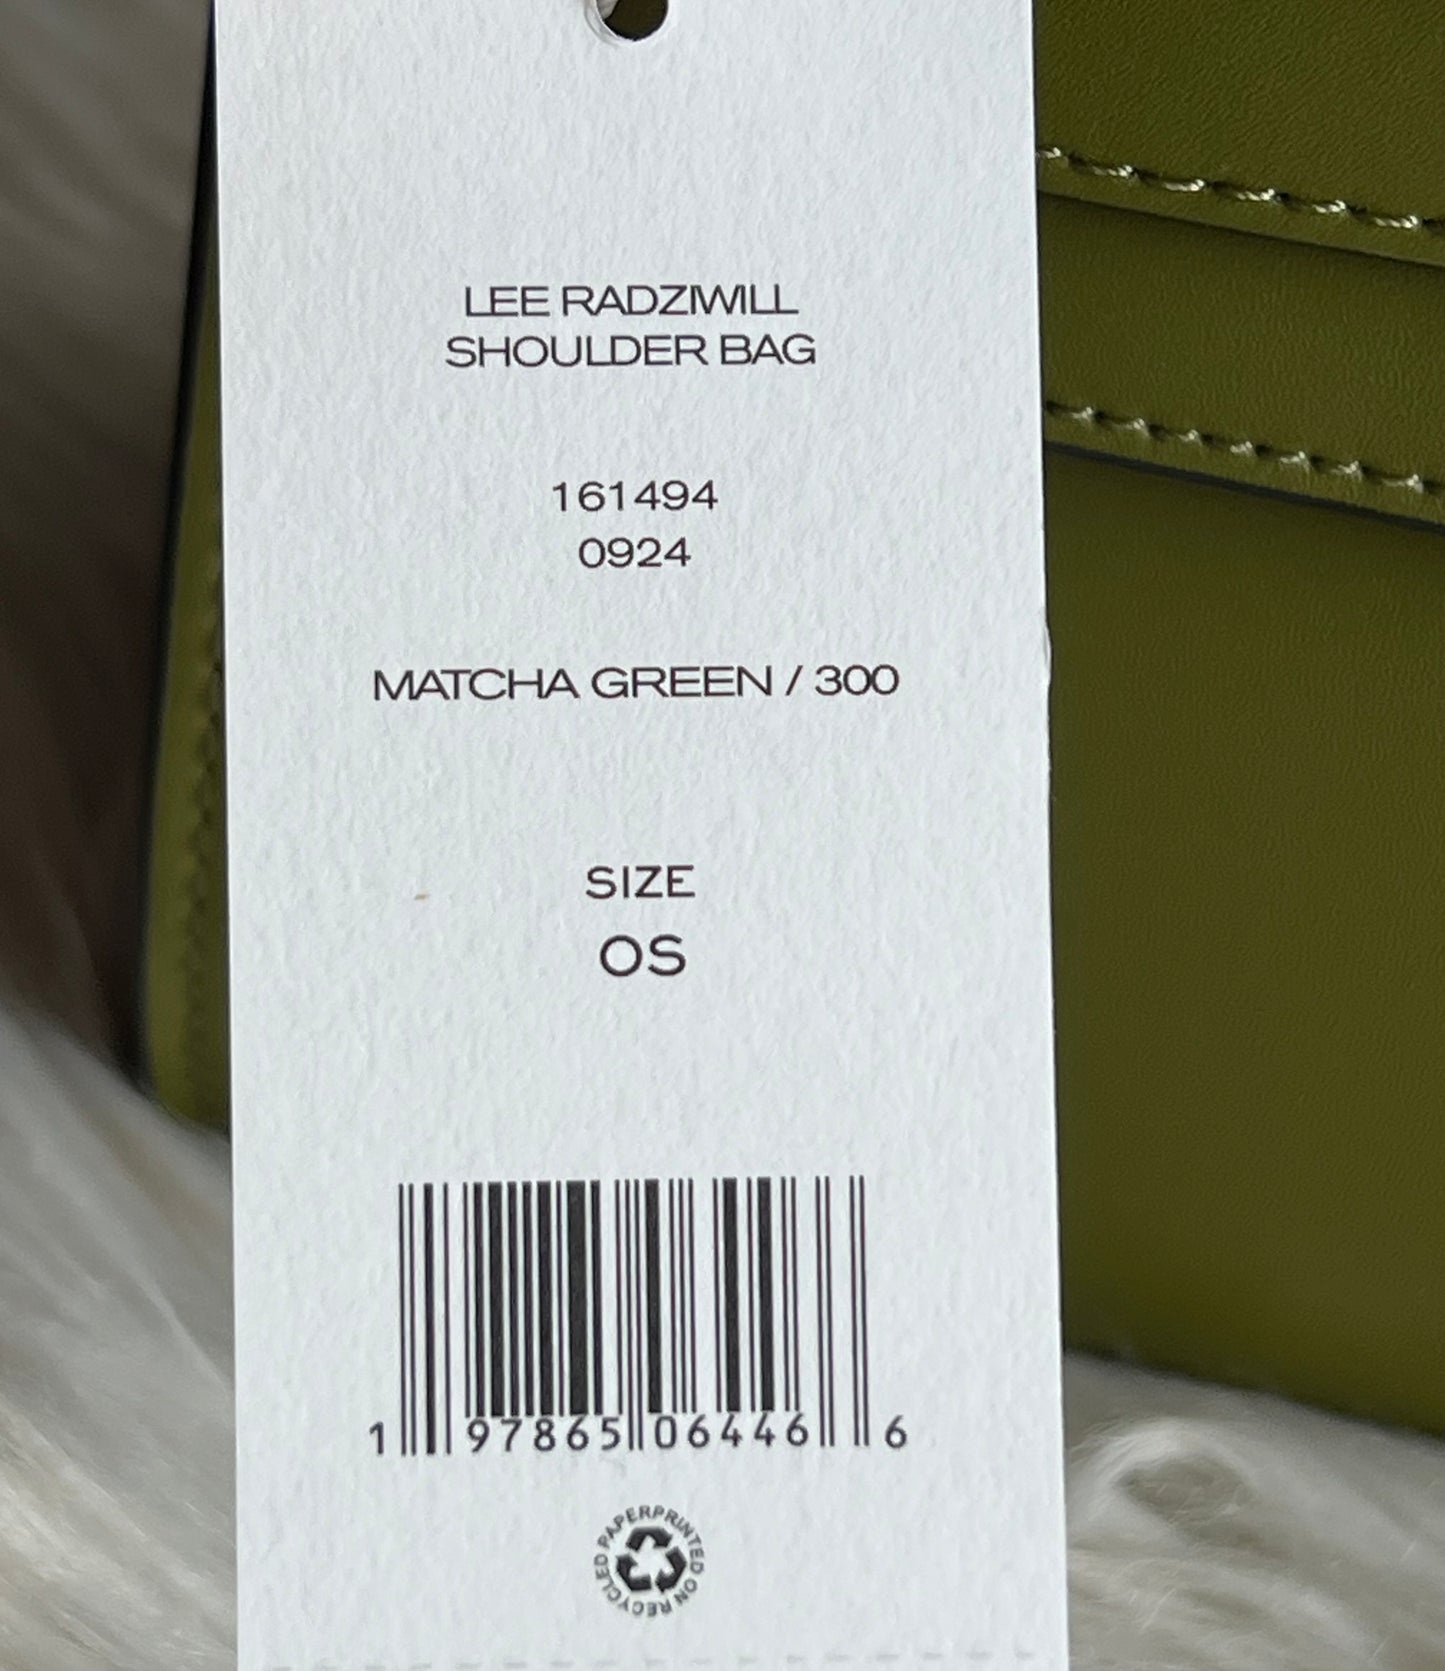 LEE RADZIWILL
SHOULDER BAG
161494
0924
MATCHA GREEN / 300
SIZE
OS
1 97865 06446 6
PRINTED ON RECYCLED PAPER